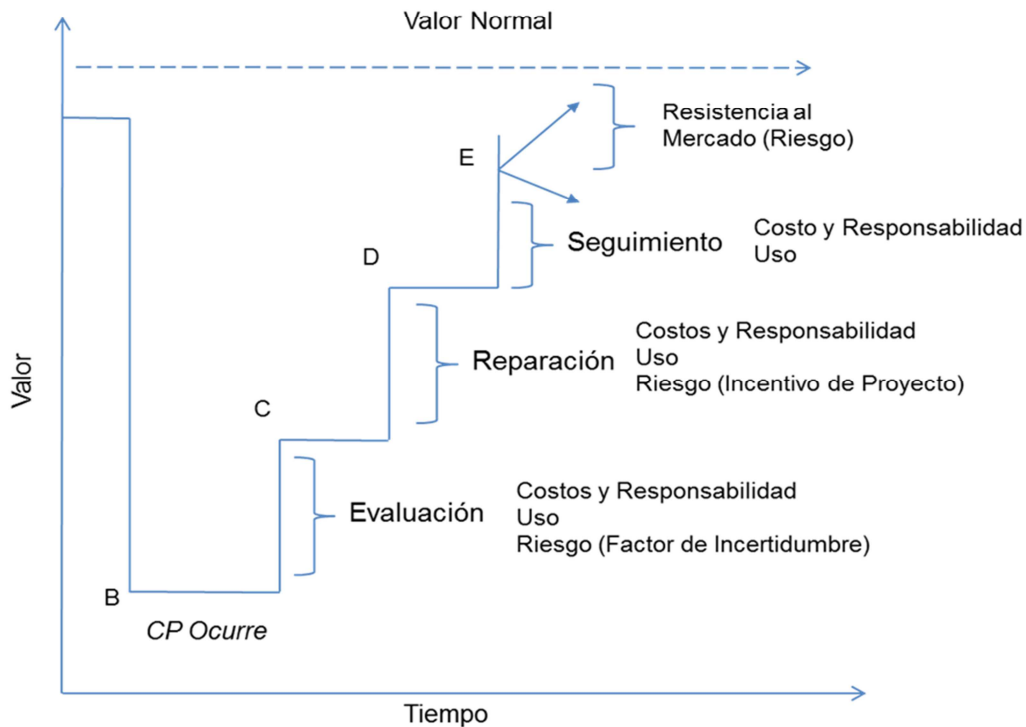 Valor Normal
Resistencia al
Mercado (Riesgo)
E
Seguimiento
Costo y Responsabilidad
Uso
D
Reparación
Costos y Responsabilidad
Uso
Riesgo (Incentivo de Proyecto)
C
Evaluación
Costos y Responsabilidad
Uso
Riesgo (Factor de Incertidumbre)
B
CP Ocurre
Valor
Tiempo